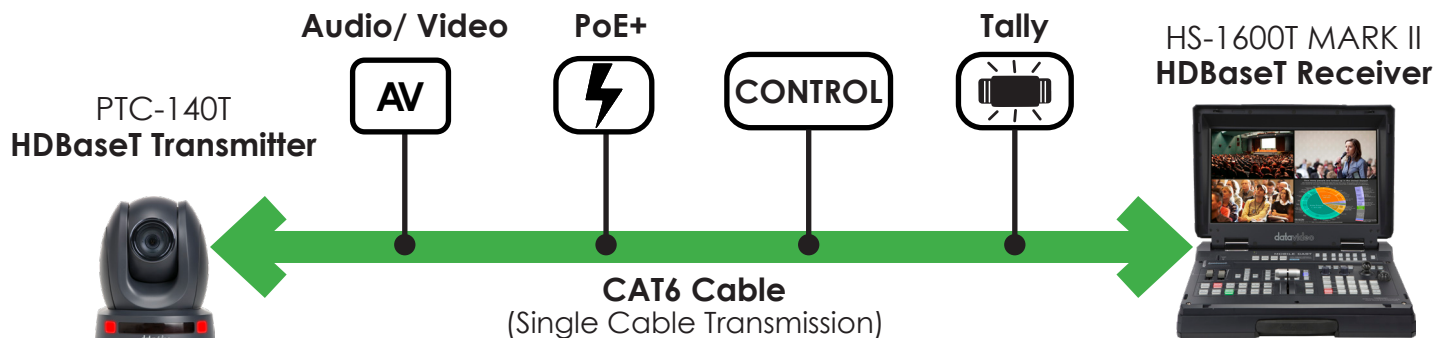 Audio/ Video
PoE+
Tally
AV
CONTROL
PTC-140T
HDBaseT Transmitter
HS-1600T MARK II
HDBaseT Receiver
datavideo
CAT6 Cable
(Single Cable Transmission)